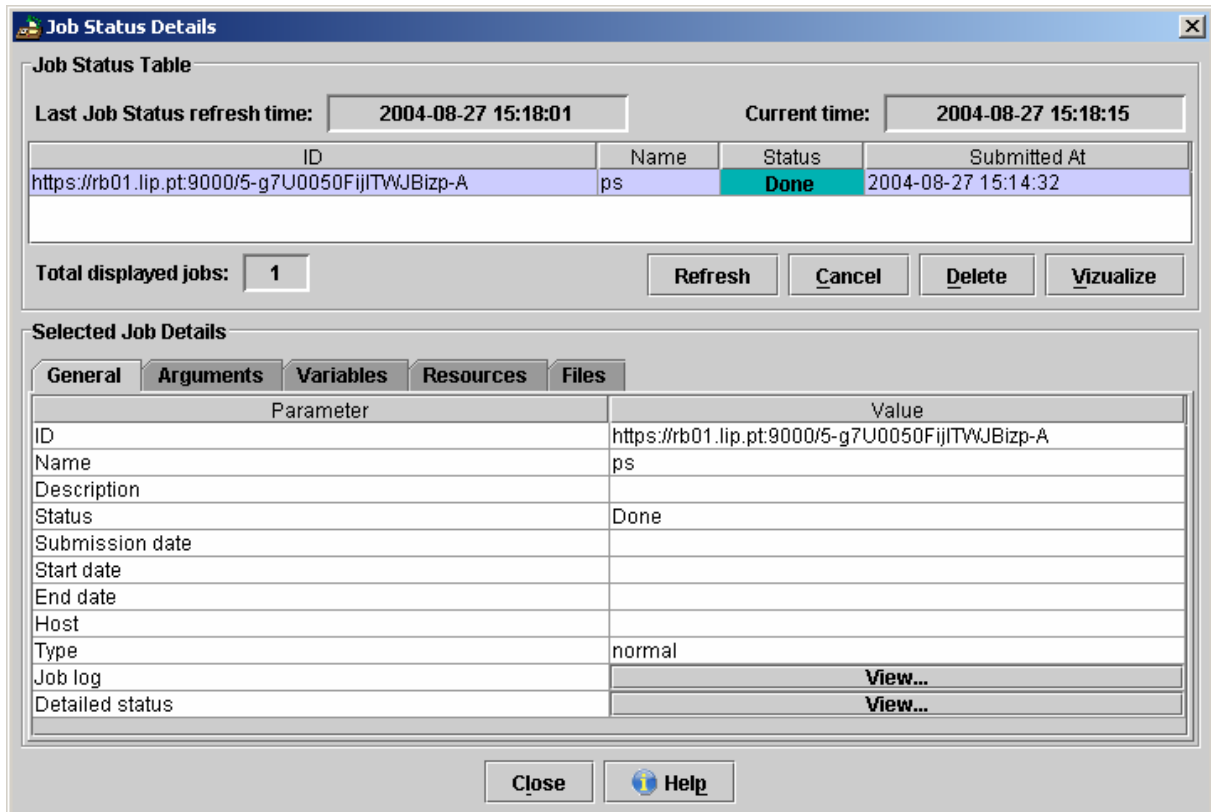 Job Status Details
Job Status Table
Last Job Status refresh time: 2004-08-27 15:18:01 Current time: 2004-08-27 15:18:15
ID Name Status Submitted At
https://rb01.lip.pt:9000/5-g7U0050FijlTWJBizp-A ps Done 2004-08-27 15:14:32
Total displayed jobs: 1 Refresh Cancel Delete Vizualize
Selected Job Details
General Arguments Variables Resources Files
Parameter Value
ID https://rb01.lip.pt:9000/5-g7U0050FijlTWJBizp-A
Name ps
Description
Status Done
Submission date
Start date
End date
Host
Type normal
Job log View...
Detailed status View...
Close Help